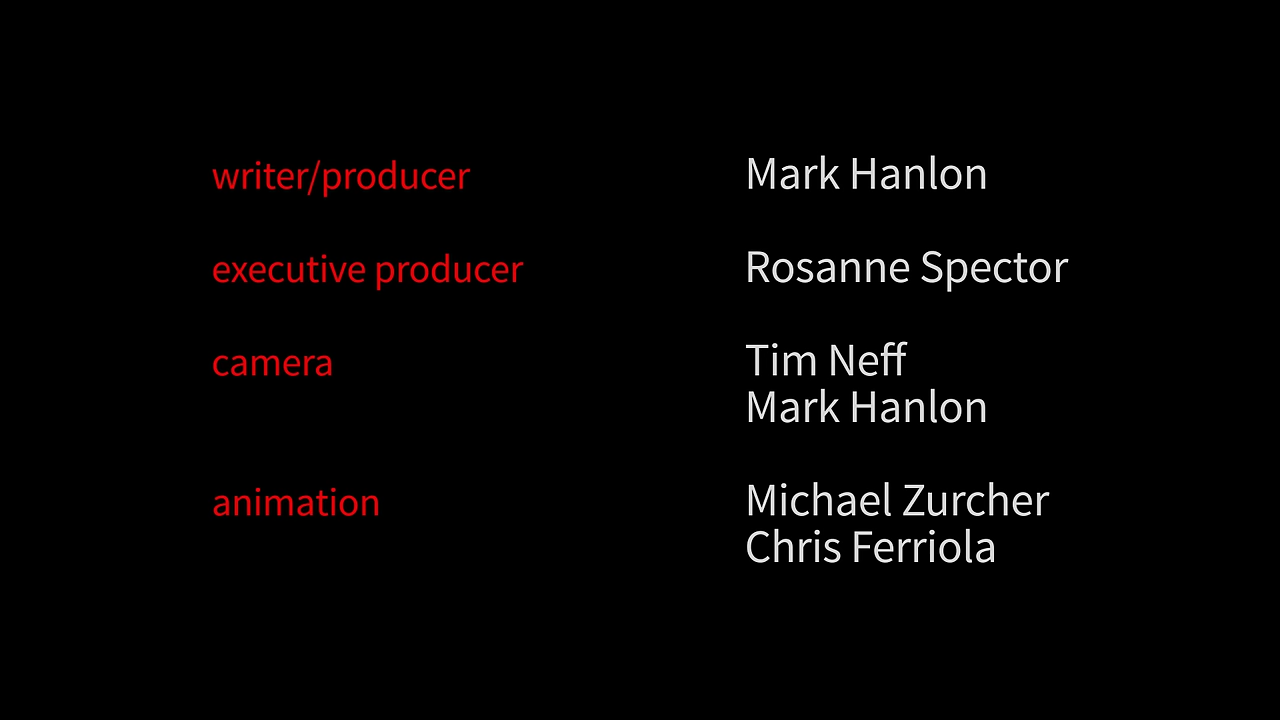 writer/producer Mark Hanlon
executive producer Rosanne Spector
camera Tim Neff
Mark Hanlon
animation Michael Zurcher
Chris Ferriola